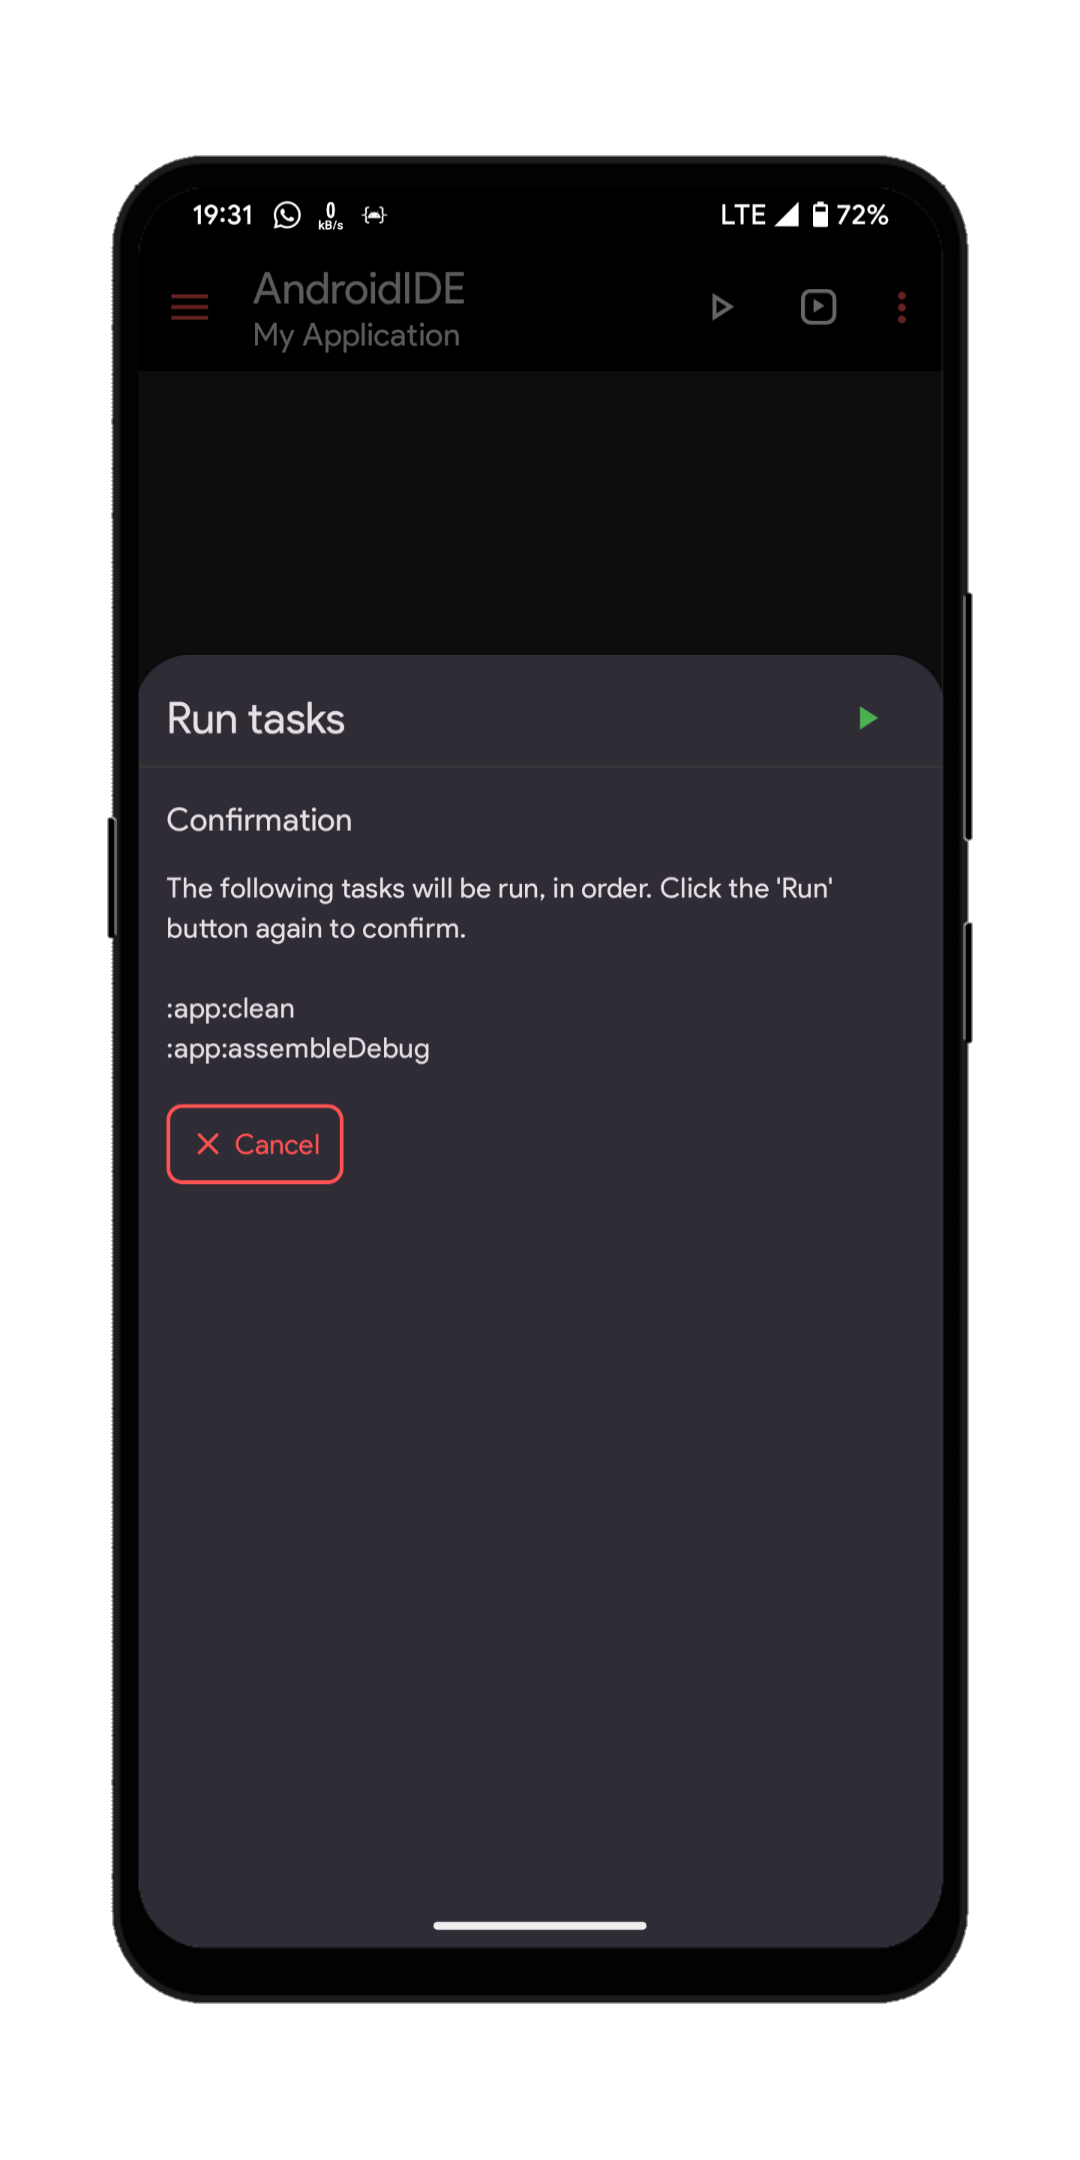 19:31 0 kB/s LTE 72%
AndroidIDE
My Application
Run tasks
Confirmation
The following tasks will be run, in order. Click the 'Run'
button again to confirm.
:app:clean
:app:assembleDebug
Cancel